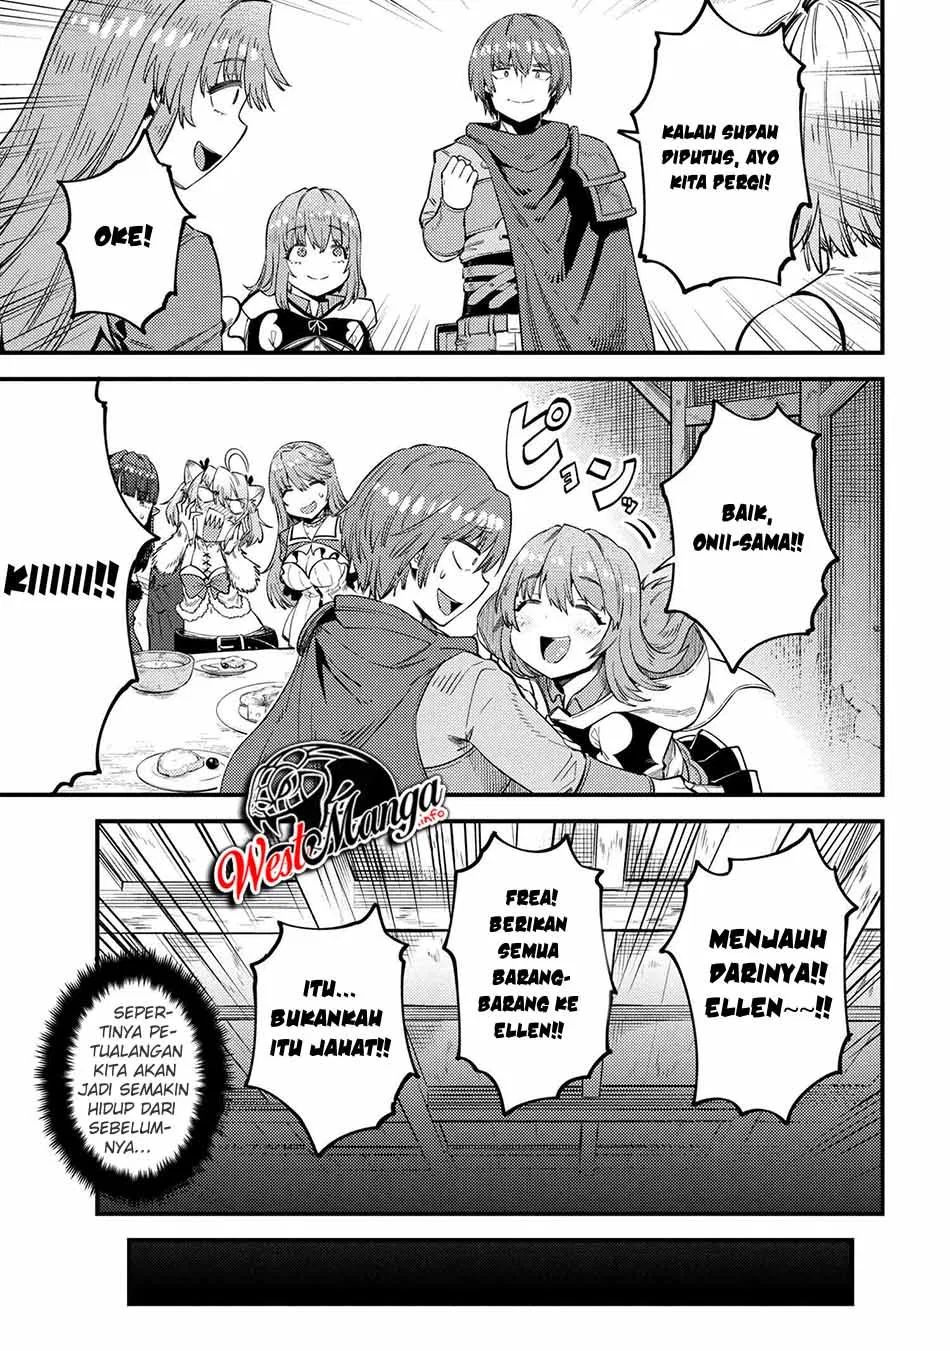 KALAU SUDAH
DIPUTUS, AYO
KITA PERGI!
OKE!
BAIK,
ONII-SAMA!!
ピョンッ
KIIIIII!!
WestManga
.info
MENJAUH
DARINYA!!
ELLEN~~!!
FREA!
BERIKAN
SEMUA
BARANG-
BARANG KE
ELLEN!!
ITU...
BUKANKAH
ITU JAHAT!!
SEPER-
TINYA PE-
TUALANGAN
KITA AKAN
JADI SEMAKIN
HIDUP DARI
SEBELUM-
NYA...